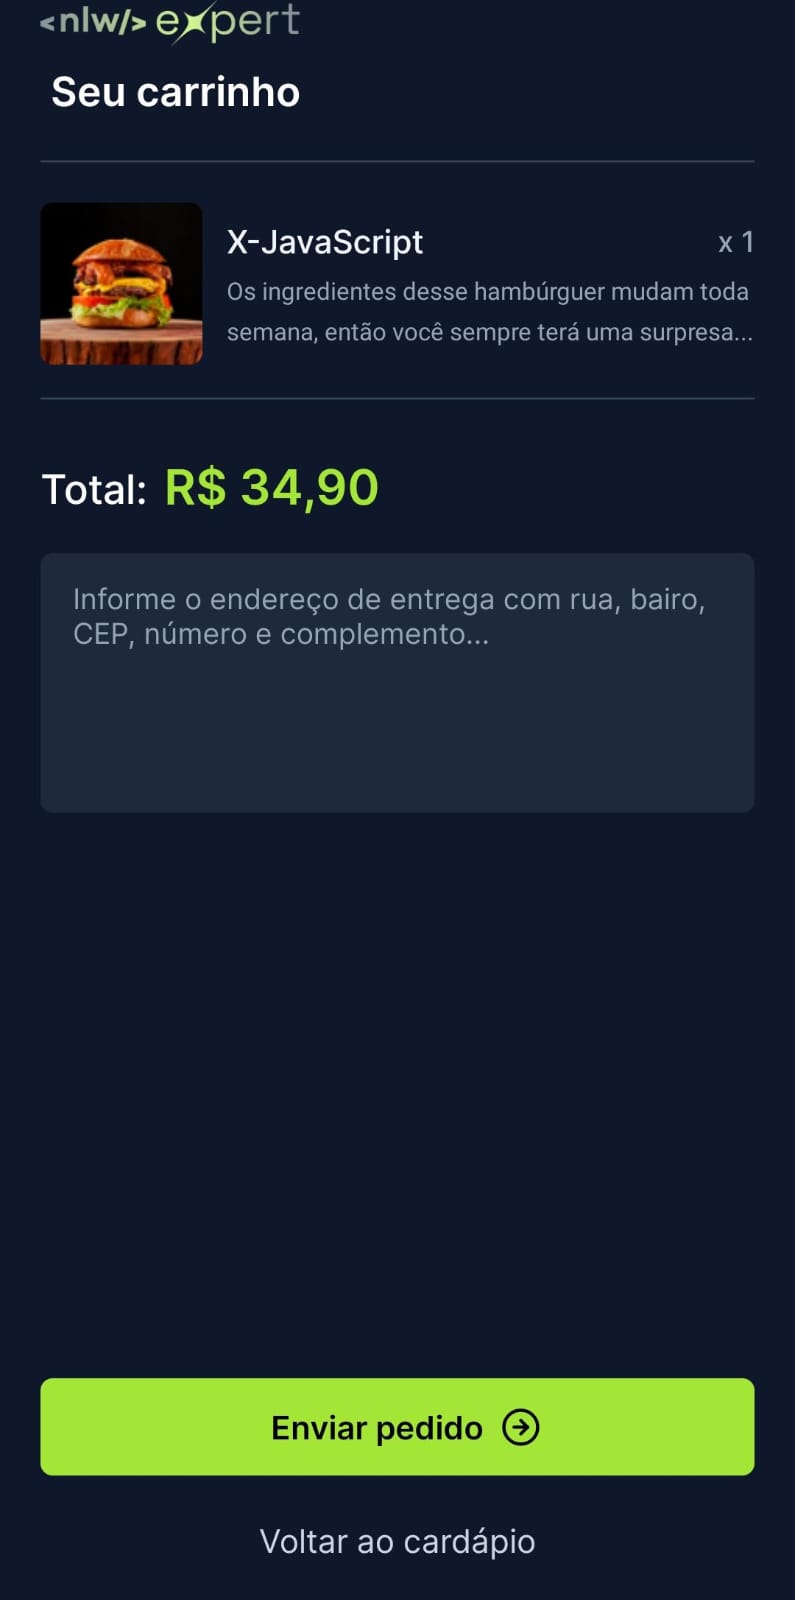 <nlw/> expert
Seu carrinho
X-JavaScript x 1
Os ingredientes desse hambúrguer mudam toda
semana, então você sempre terá uma surpresa...
Total: R$ 34,90
Informe o endereço de entrega com rua, bairo,
CEP, número e complemento...
Enviar pedido
Voltar ao cardápio